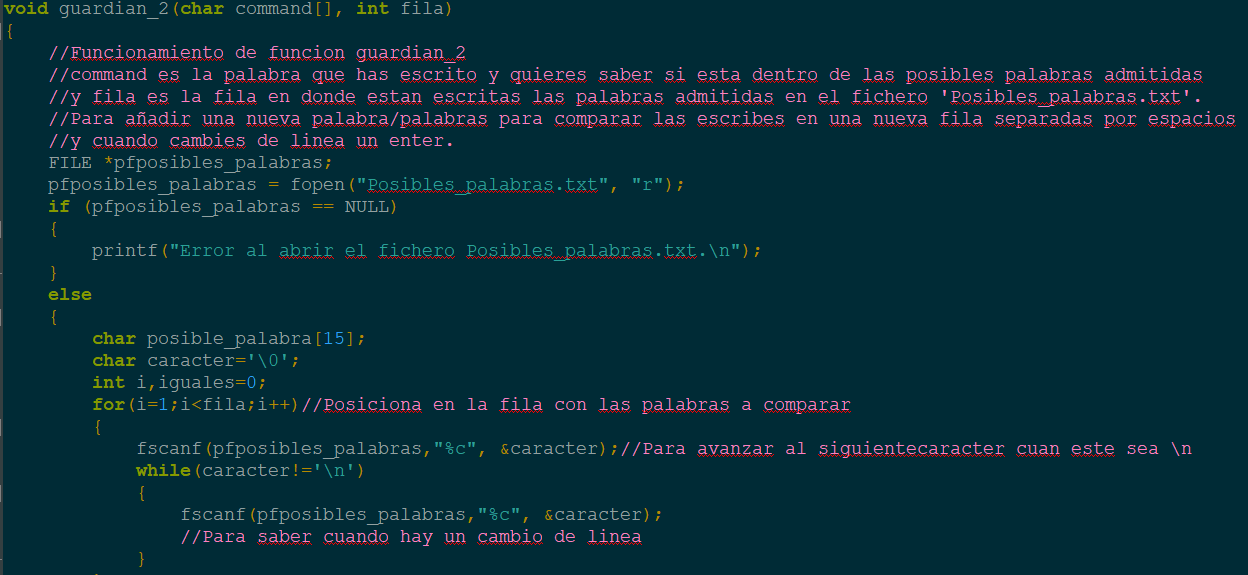 void guardian_2(char command[], int fila)
{
    //Funcionamiento de funcion guardian_2
    //command es la palabra que has escrito y quieres saber si esta dentro de las posibles palabras admitidas
    //y fila es la fila en donde estan escritas las palabras admitidas en el fichero 'Posibles_palabras.txt'.
    //Para añadir una nueva palabra/palabras para comparar las escribes en una nueva fila separadas por espacios
    //y cuando cambies de linea un enter.
    FILE *pfposibles_palabras;
    pfposibles_palabras = fopen("Posibles_palabras.txt", "r");
    if (pfposibles_palabras == NULL)
    {
        printf("Error al abrir el fichero Posibles_palabras.txt.\n");
    }
    else
    {
        char posible_palabra[15];
        char caracter='\0';
        int i,iguales=0;
        for(i=1;i<fila;i++)//Posiciona en la fila con las palabras a comparar
        {
            fscanf(pfposibles_palabras,"%c", &caracter);//Para avanzar al siguientecaracter cuan este sea \n
            while(caracter!='\n')
            {
                fscanf(pfposibles_palabras,"%c", &caracter);
                //Para saber cuando hay un cambio de linea
            }